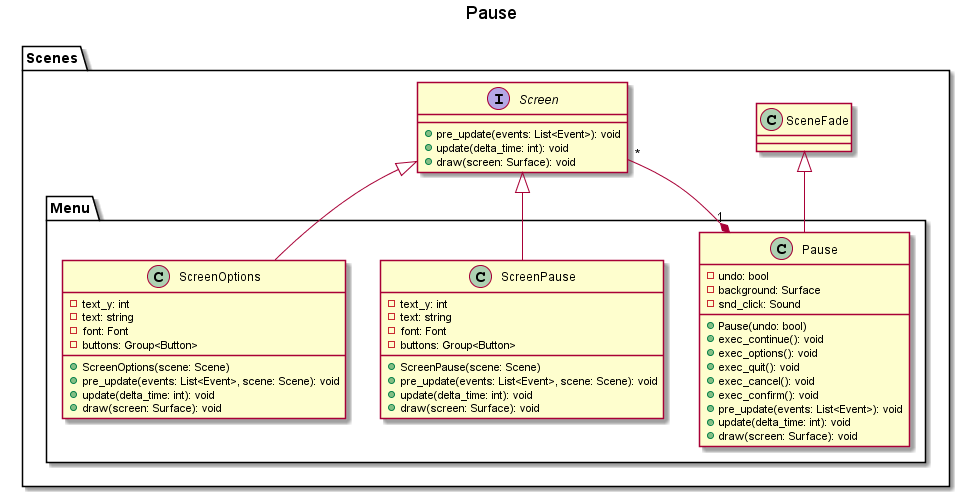 Pause
Scenes
I Screen
pre_update(events: List<Event>): void
update(delta_time: int): void
draw(screen: Surface): void
C SceneFade
*
1
Menu
C ScreenOptions
text_y: int
text: string
font: Font
buttons: Group<Button>
ScreenOptions(scene: Scene)
pre_update(events: List<Event>, scene: Scene): void
update(delta_time: int): void
draw(screen: Surface): void
C ScreenPause
text_y: int
text: string
font: Font
buttons: Group<Button>
ScreenPause(scene: Scene)
pre_update(events: List<Event>, scene: Scene): void
update(delta_time: int): void
draw(screen: Surface): void
C Pause
undo: bool
background: Surface
snd_click: Sound
Pause(undo: bool)
exec_continue(): void
exec_options(): void
exec_quit(): void
exec_cancel(): void
exec_confirm(): void
pre_update(events: List<Event>): void
update(delta_time: int): void
draw(screen: Surface): void